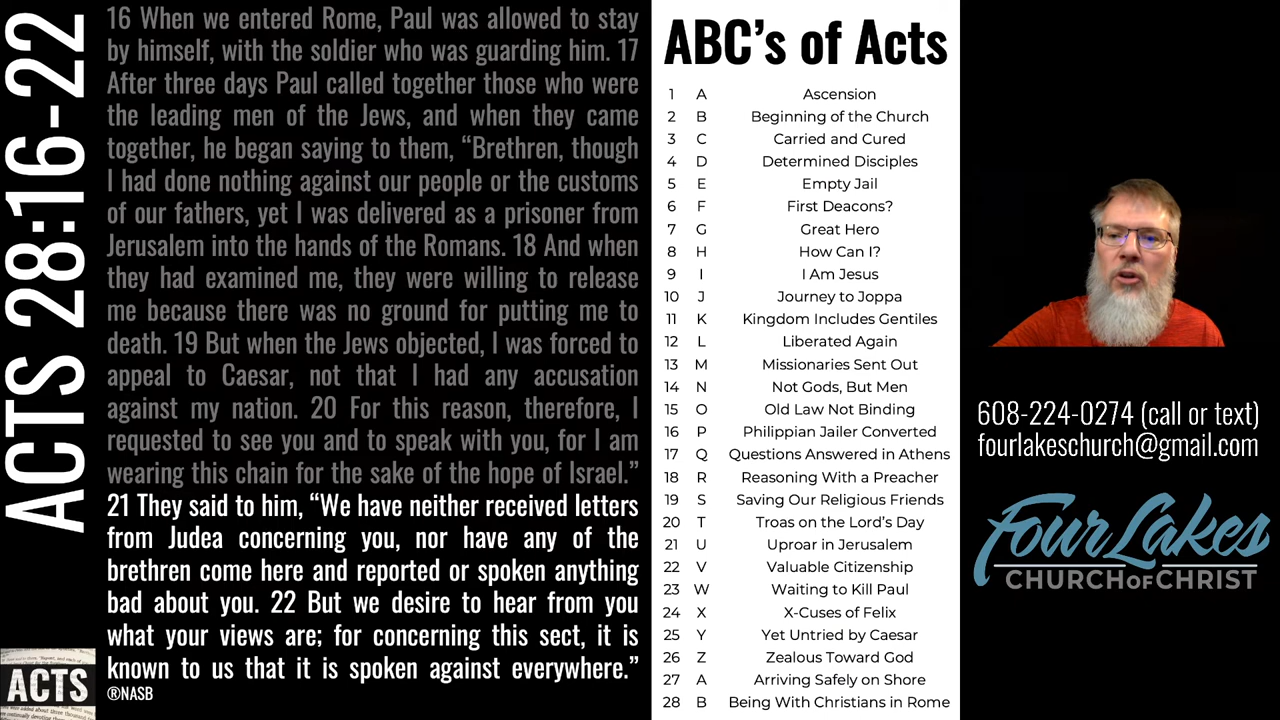 ACTS 28:16-22
16 When we entered Rome, Paul was allowed to stay
by himself, with the soldier who was guarding him. 17
After three days Paul called together those who were
the leading men of the Jews, and when they came
together, he began saying to them, “Brethren, though
I had done nothing against our people or the customs
of our fathers, yet I was delivered as a prisoner from
Jerusalem into the hands of the Romans. 18 And when
they had examined me, they were willing to release
me because there was no ground for putting me to
death. 19 But when the Jews objected, I was forced to
appeal to Caesar, not that I had any accusation
against my nation. 20 For this reason, therefore, I
requested to see you and to speak with you, for I am
wearing this chain for the sake of the hope of Israel.”
21 They said to him, “We have neither received letters
from Judea concerning you, nor have any of the
brethren come here and reported or spoken anything
bad about you. 22 But we desire to hear from you
what your views are; for concerning this sect, it is
known to us that it is spoken against everywhere.”
®NASB
ACTS
ABC’s of Acts
1 A Ascension
2 B Beginning of the Church
3 C Carried and Cured
4 D Determined Disciples
5 E Empty Jail
6 F First Deacons?
7 G Great Hero
8 H How Can I?
9 I I Am Jesus
10 J Journey to Joppa
11 K Kingdom Includes Gentiles
12 L Liberated Again
13 M Missionaries Sent Out
14 N Not Gods, But Men
15 O Old Law Not Binding
16 P Philippian Jailer Converted
17 Q Questions Answered in Athens
18 R Reasoning With a Preacher
19 S Saving Our Religious Friends
20 T Troas on the Lord’s Day
21 U Uproar in Jerusalem
22 V Valuable Citizenship
23 W Waiting to Kill Paul
24 X X-Cuses of Felix
25 Y Yet Untried by Caesar
26 Z Zealous Toward God
27 A Arriving Safely on Shore
28 B Being With Christians in Rome
608-224-0274 (call or text)
fourlakeschurch@gmail.com
Four Lakes
CHURCH OF CHRIST